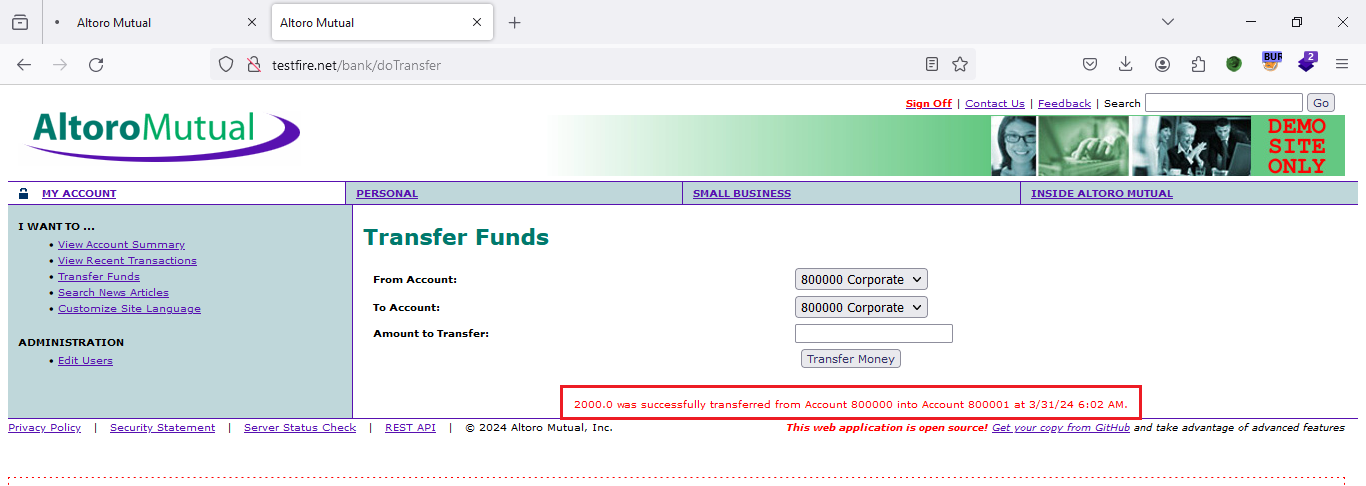 Altoro Mutual
Altoro Mutual
testfire.net/bank/doTransfer
BUR
2
Sign Off | Contact Us | Feedback | Search Go
AltoroMutual
DEMO
SITE
ONLY
MY ACCOUNT PERSONAL SMALL BUSINESS INSIDE ALTORO MUTUAL
I WANT TO ...
• View Account Summary
• View Recent Transactions
• Transfer Funds
• Search News Articles
• Customize Site Language
ADMINISTRATION
• Edit Users
Transfer Funds
From Account: 800000 Corporate
To Account: 800000 Corporate
Amount to Transfer:
Transfer Money
2000.0 was successfully transferred from Account 800000 into Account 800001 at 3/31/24 6:02 AM.
Privacy Policy | Security Statement | Server Status Check | REST API | © 2024 Altoro Mutual, Inc. This web application is open source! Get your copy from GitHub and take advantage of advanced features